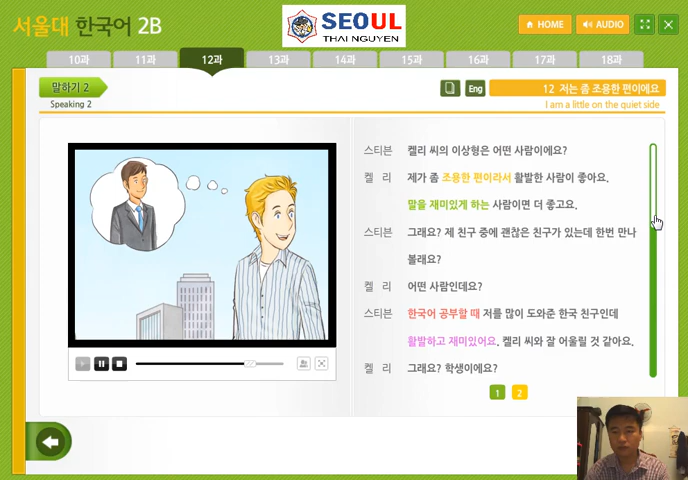 서울대 한국어 2B
SEOUL
THAI NGUYEN
HOME
AUDIO
10과
11과
12과
13과
14과
15과
16과
17과
18과
말하기 2
Speaking 2
Eng
12 저는 좀 조용한 편이에요
I am a little on the quiet side
스티븐 켈리 씨의 이상형은 어떤 사람이에요?
켈 리 제가 좀 조용한 편이라서 활발한 사람이 좋아요.
말을 재미있게 하는 사람이면 더 좋고요.
스티븐 그래요? 제 친구 중에 괜찮은 친구가 있는데 한번 만나
볼래요?
켈 리 어떤 사람인데요?
스티븐 한국어 공부할 때 저를 많이 도와준 한국 친구인데
활발하고 재미있어요. 켈리 씨와 잘 어울릴 것 같아요.
켈 리 그래요? 학생이에요?
1 2